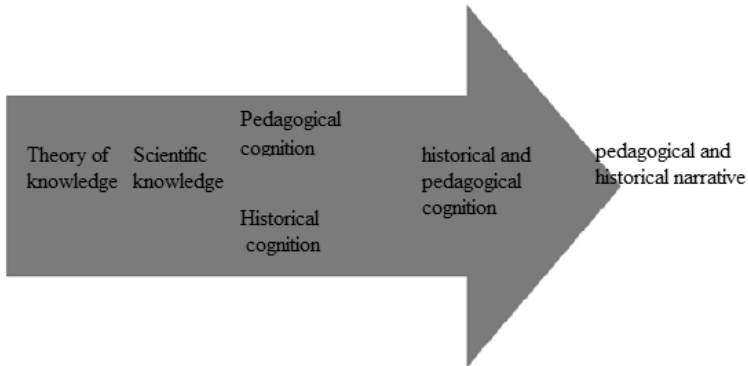 Theory of
knowledge
Scientific
knowledge
Pedagogical
cognition
Historical
cognition
historical and
pedagogical
cognition
pedagogical and
historical narrative